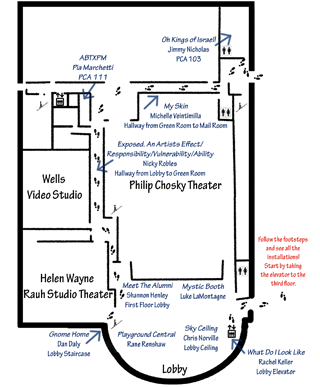 Oh Kings of Israel!
Jimmy Nicholas
PCA 103
ABTXPM
Pia Marchetti
PCA 111
My Skin
Michelle Veintimilla
Hallway from Green Room to Mail Room
Exposed. An Artists Effect/
Responsibility/Vulnerability/Ability
Nicky Robles
Hallway from Lobby to Green Room
Wells
Video Studio
Philip Chosky Theater
Follow the footsteps
and see all the
installations!
Start by taking
the elevator to the
third floor.
Helen Wayne
Rauh Studio Theater
Meet The Alumni
Shannon Henley
First Floor Lobby
Mystic Booth
Luke LaMontagne
Gnome Home
Dan Daly
Lobby Staircase
Playground Central
Rane Renshaw
Sky Ceiling
Chris Norville
Lobby Ceiling
What Do I Look Like
Rachel Keller
Lobby Elevator
Lobby